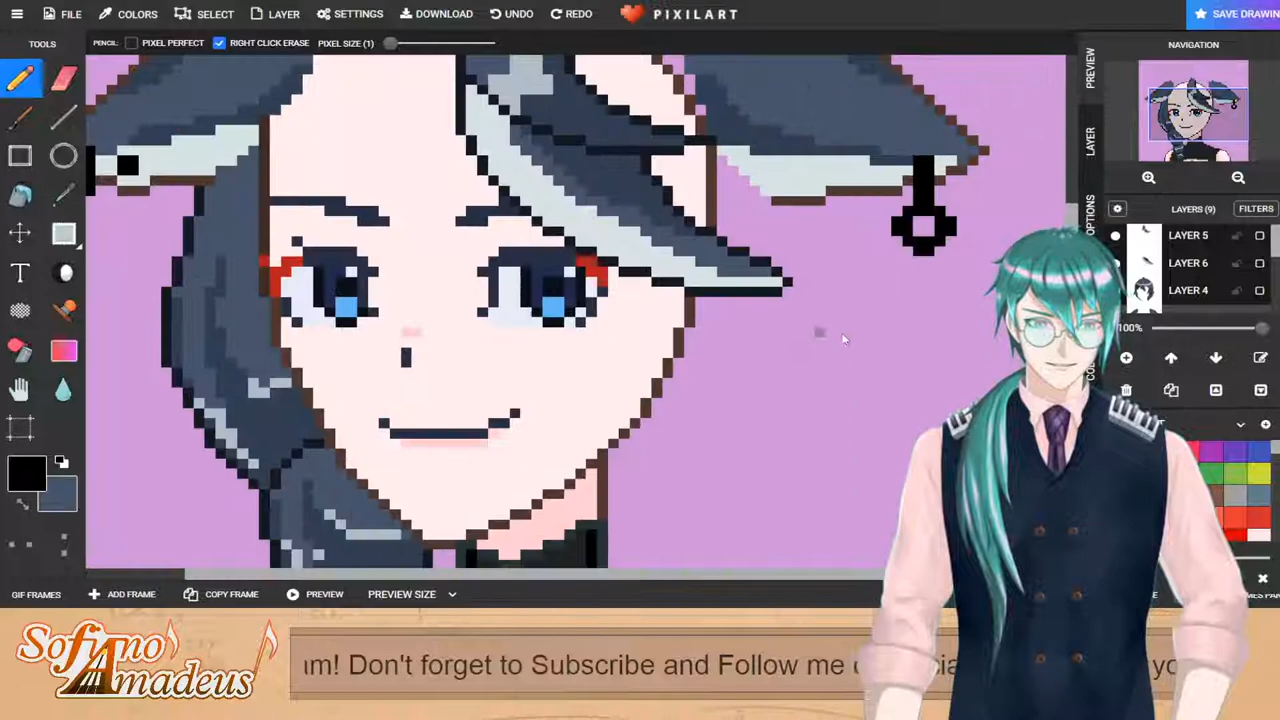 FILE COLORS SELECT LAYER SETTINGS DOWNLOAD UNDO REDO PIXILART SAVE DRAWIN
TOOLS PENCIL: PIXEL PERFECT RIGHT CLICK ERASE PIXEL SIZE (1) NAVIGATION
PREVIEW
LAYER
OPTIONS
LAYERS (9) FILTERS
LAYER 5
LAYER 6
LAYER 4
100%
GIF FRAMES ADD FRAME COPY FRAME PREVIEW PREVIEW SIZE
Sofiano
Amadeus
am! Don't forget to Subscribe and Follow me